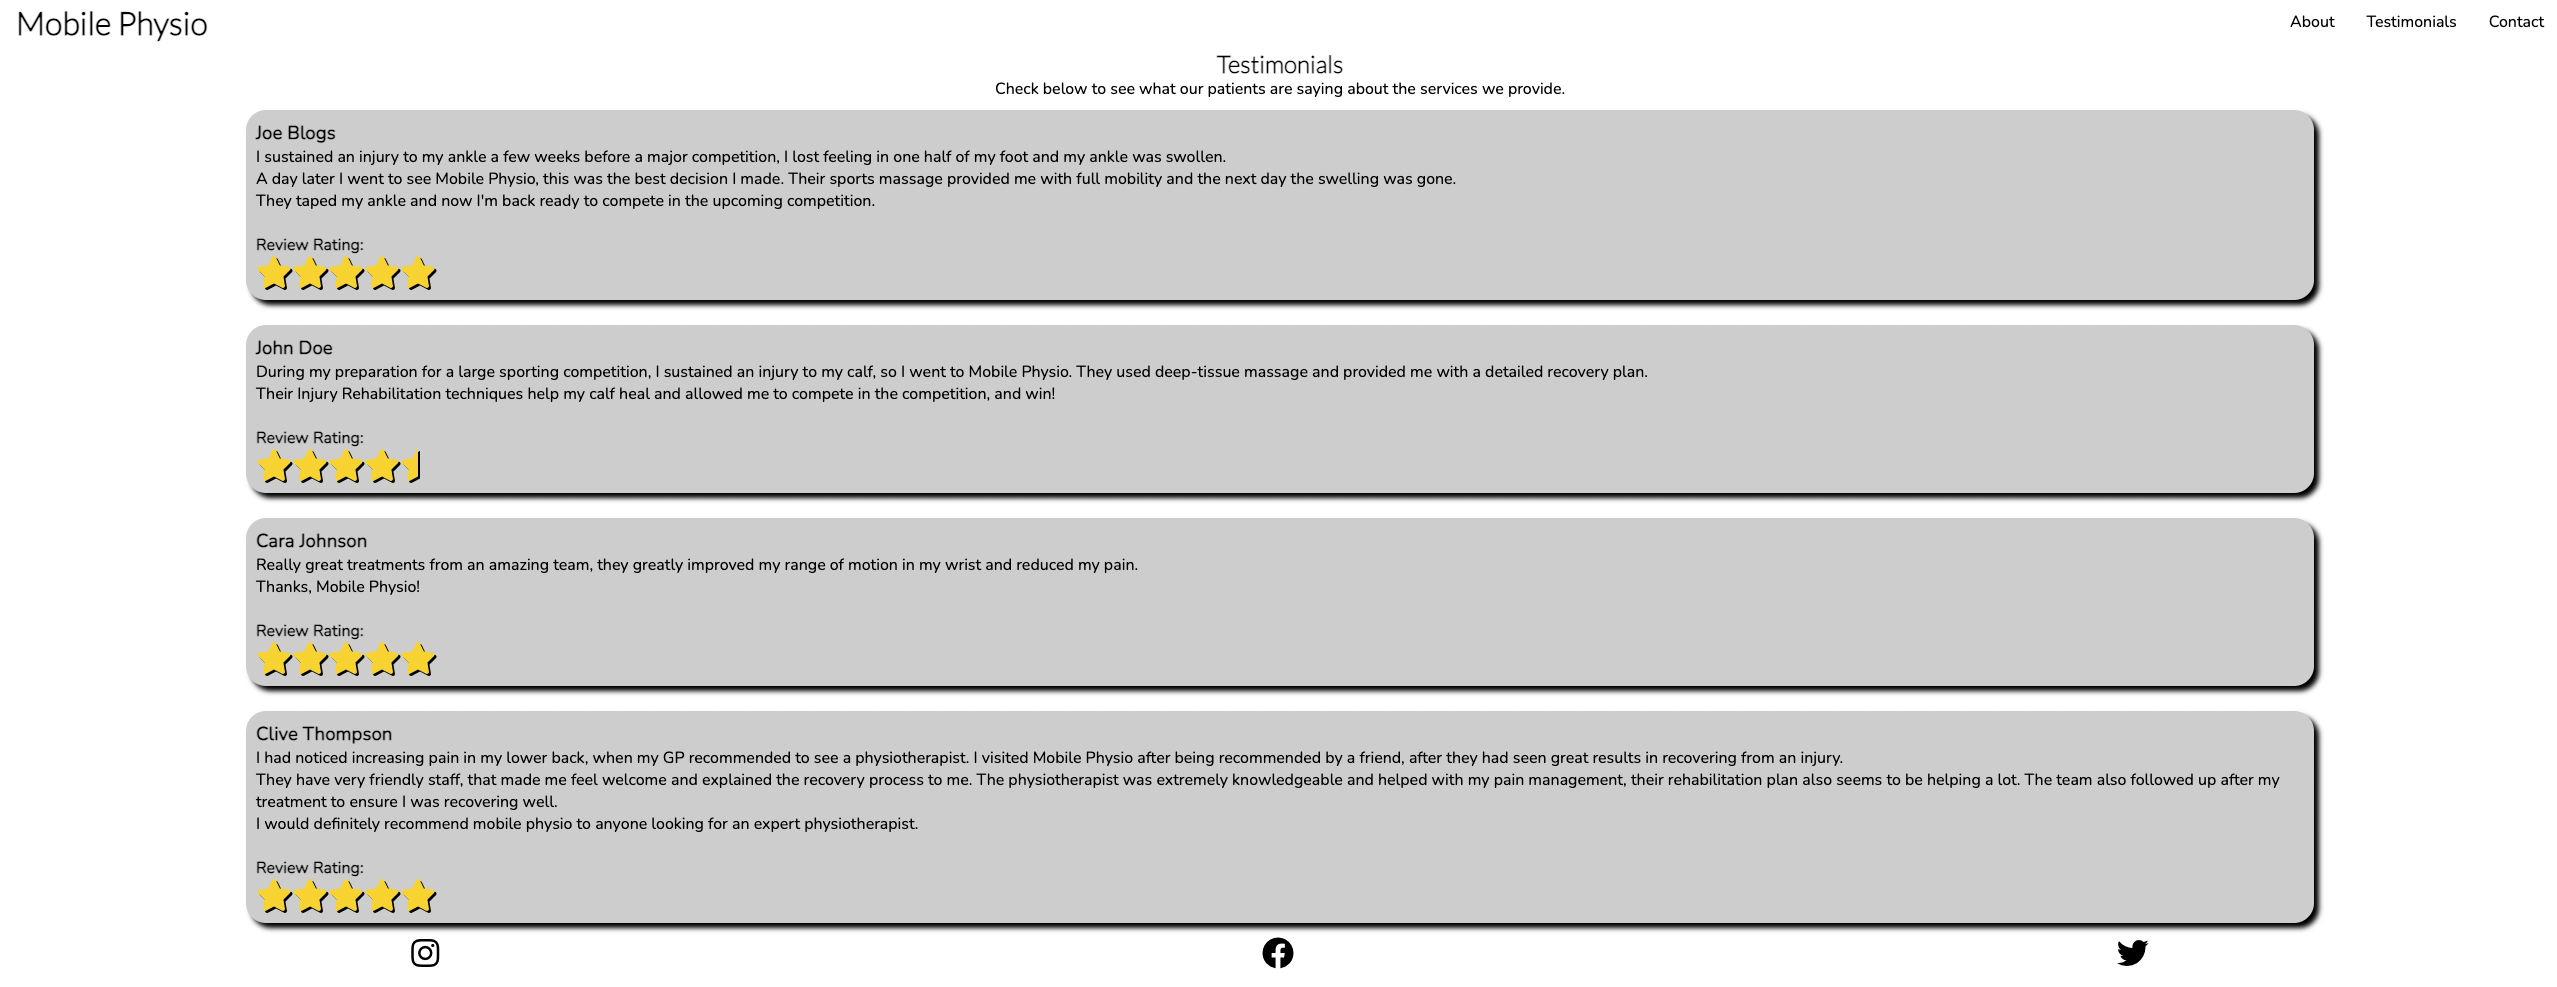 Mobile Physio
About Testimonials Contact
Testimonials
Check below to see what our patients are saying about the services we provide.
Joe Blogs
I sustained an injury to my ankle a few weeks before a major competition, I lost feeling in one half of my foot and my ankle was swollen.
A day later I went to see Mobile Physio, this was the best decision I made. Their sports massage provided me with full mobility and the next day the swelling was gone.
They taped my ankle and now I'm back ready to compete in the upcoming competition.
Review Rating:
John Doe
During my preparation for a large sporting competition, I sustained an injury to my calf, so I went to Mobile Physio. They used deep-tissue massage and provided me with a detailed recovery plan.
Their Injury Rehabilitation techniques help my calf heal and allowed me to compete in the competition, and win!
Review Rating:
Cara Johnson
Really great treatments from an amazing team, they greatly improved my range of motion in my wrist and reduced my pain.
Thanks, Mobile Physio!
Review Rating:
Clive Thompson
I had noticed increasing pain in my lower back, when my GP recommended to see a physiotherapist. I visited Mobile Physio after being recommended by a friend, after they had seen great results in recovering from an injury.
They have very friendly staff, that made me feel welcome and explained the recovery process to me. The physiotherapist was extremely knowledgeable and helped with my pain management, their rehabilitation plan also seems to be helping a lot. The team also followed up after my
treatment to ensure I was recovering well.
I would definitely recommend mobile physio to anyone looking for an expert physiotherapist.
Review Rating: